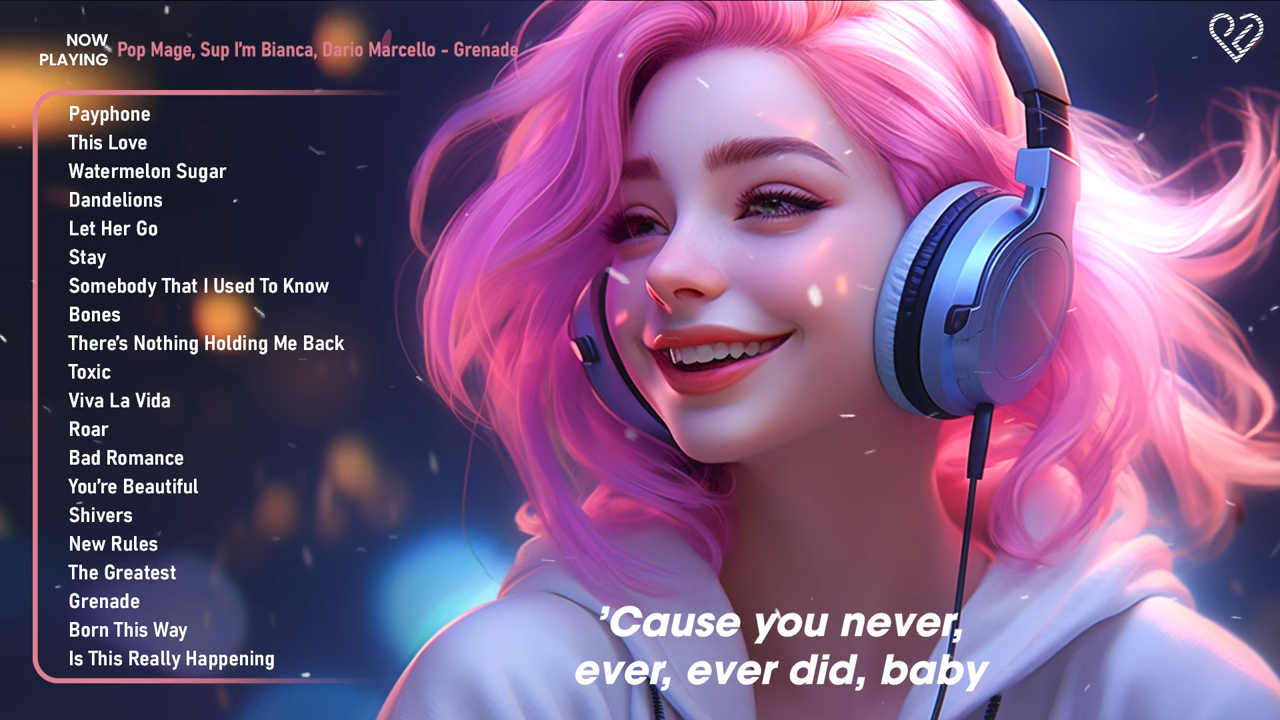 NOW
PLAYING
Pop Mage, Sup I'm Bianca, Dario Marcello - Grenade
Payphone
This Love
Watermelon Sugar
Dandelions
Let Her Go
Stay
Somebody That I Used To Know
Bones
There's Nothing Holding Me Back
Toxic
Viva La Vida
Roar
Bad Romance
You're Beautiful
Shivers
New Rules
The Greatest
Grenade
Born This Way
Is This Really Happening
'Cause you never,
ever, ever did, baby